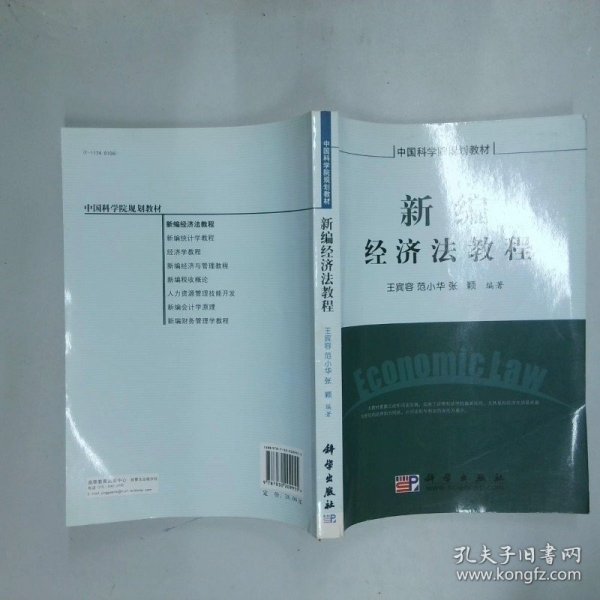 中国科学院规划教材
新编经济法教程
新编统计学教程
经济学教程
新编经济与管理教程
新编税收概论
人力资源管理技能开发
新编会计学原理
新编财务管理学教程
中国科学院规划教材
新编经济法教程
王宾容 范小华 张颖 编著
科学出版社
中国科学院规划教材
新编
经济法教程
王宾容 范小华 张颖 编著
Economic Law
科学出版社
孔夫子旧书网
www.kongfz.com